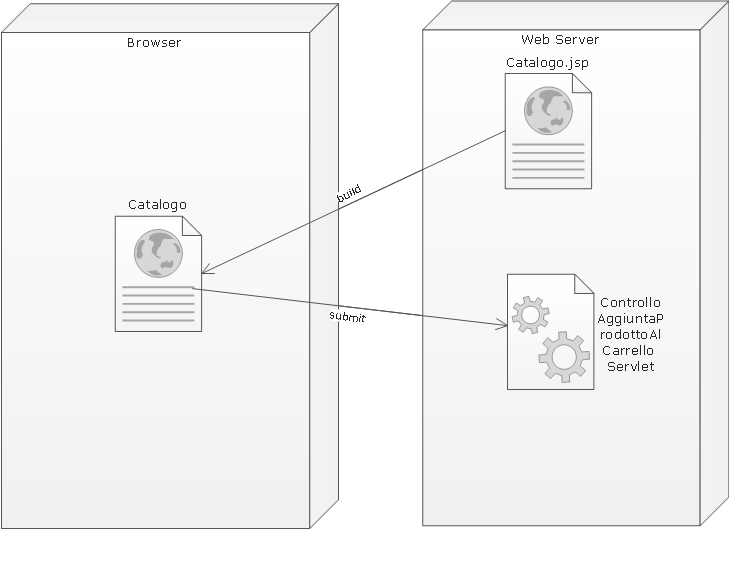 Browser
Web Server
Catalogo.jsp
build
Catalogo
submit
Controllo
AggiuntaP
rodottoAl
Carrello
Servlet